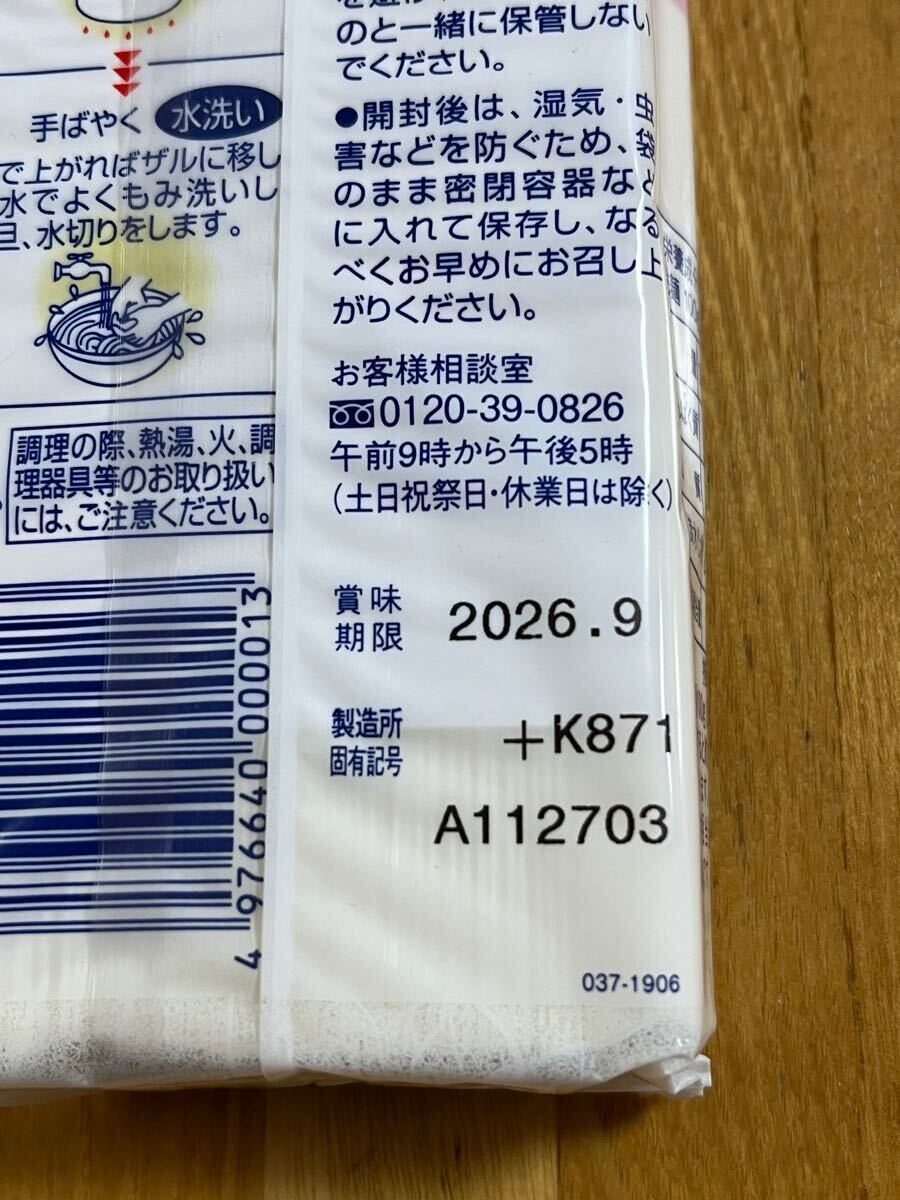 手ばやく 水洗い
で上がればザルに移し
水でよくもみ洗いし
旦、水切りをします。
調理の際、熱湯、火、調
理器具等のお取り扱い
には、ご注意ください。
4 976640 000013
のと一緒に保管しない
でください。
●開封後は、湿気・虫
害などを防ぐため、袋
のまま密閉容器など
に入れて保存し、なる
べくお早めにお召し上
がりください。
お客様相談室
0120-39-0826
午前9時から午後5時
(土日祝祭日・休業日は除く)
賞味
期限 2026.9
製造所
固有記号 +K871
A112703
037-1906